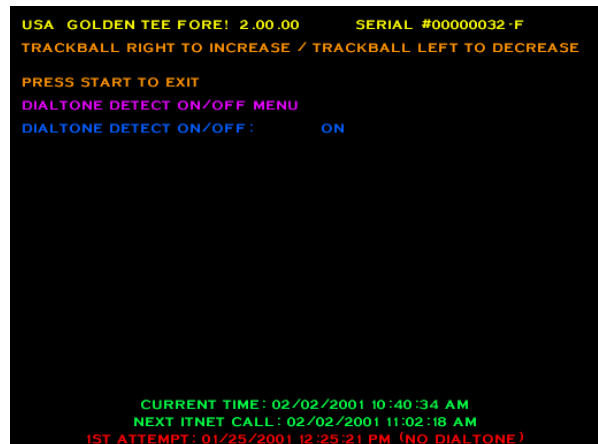 USA GOLDEN TEE FORE! 2.00.00 SERIAL #00000032-F
TRACKBALL RIGHT TO INCREASE / TRACKBALL LEFT TO DECREASE
PRESS START TO EXIT
DIALTONE DETECT ON/OFF MENU
DIALTONE DETECT ON/OFF: ON
CURRENT TIME: 02/02/2001 10:40:34 AM
NEXT ITNET CALL: 02/02/2001 11:02:18 AM
1ST ATTEMPT: 01/25/2001 12:25:21 PM (NO DIALTONE)